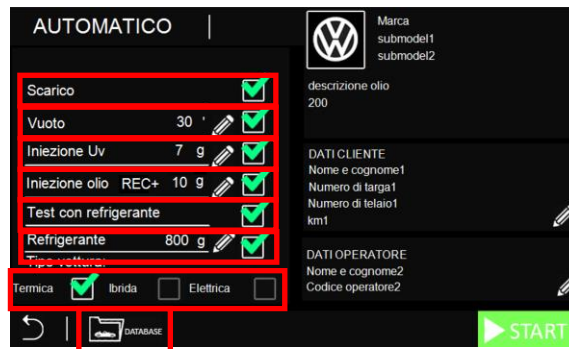 AUTOMATICO
Scarico
Vuoto 30 '
Iniezione Uv 7 g
Iniezione olio REC+ 10 g
Test con refrigerante
Refrigerante 800 g
Tipo vettura:
Termica Ibrida Elettrica
DATABASE
Marca
submodel1
submodel2
descrizione olio
200
DATI CLIENTE
Nome e cognome1
Numero di targa1
Numero di telaio1
km1
DATI OPERATORE
Nome e cognome2
Codice operatore2
START